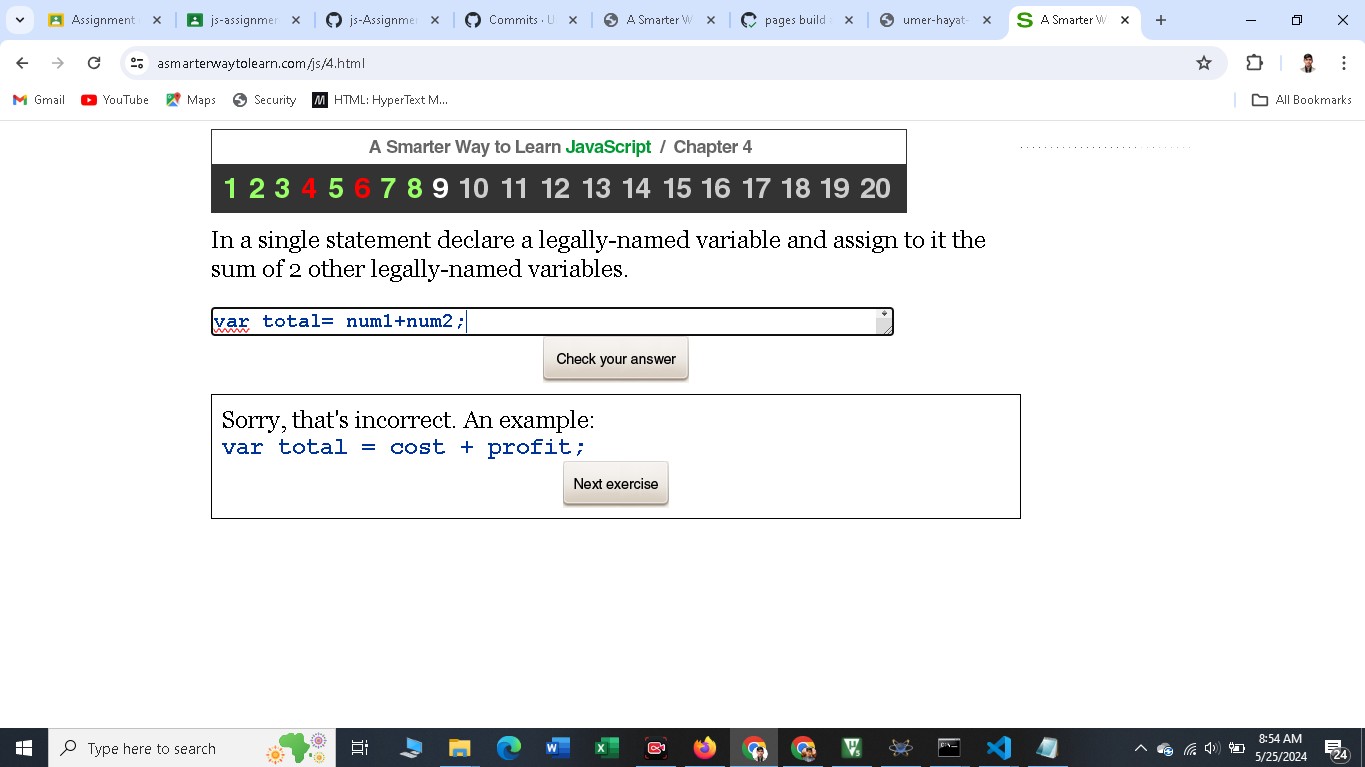 Assignment
js-assignmen
js-Assignme
Commits · U
A Smarter W
pages build
umer-hayat-
A Smarter W
asmarterwaytolearn.com/js/4.html
Gmail
YouTube
Maps
Security
HTML: HyperText M...
All Bookmarks
A Smarter Way to Learn JavaScript / Chapter 4
1 2 3 4 5 6 7 8 9 10 11 12 13 14 15 16 17 18 19 20
In a single statement declare a legally-named variable and assign to it the
sum of 2 other legally-named variables.
var total= num1+num2;
Check your answer
Sorry, that's incorrect. An example:
var total = cost + profit;
Next exercise
Type here to search
8:54 AM
5/25/2024
24